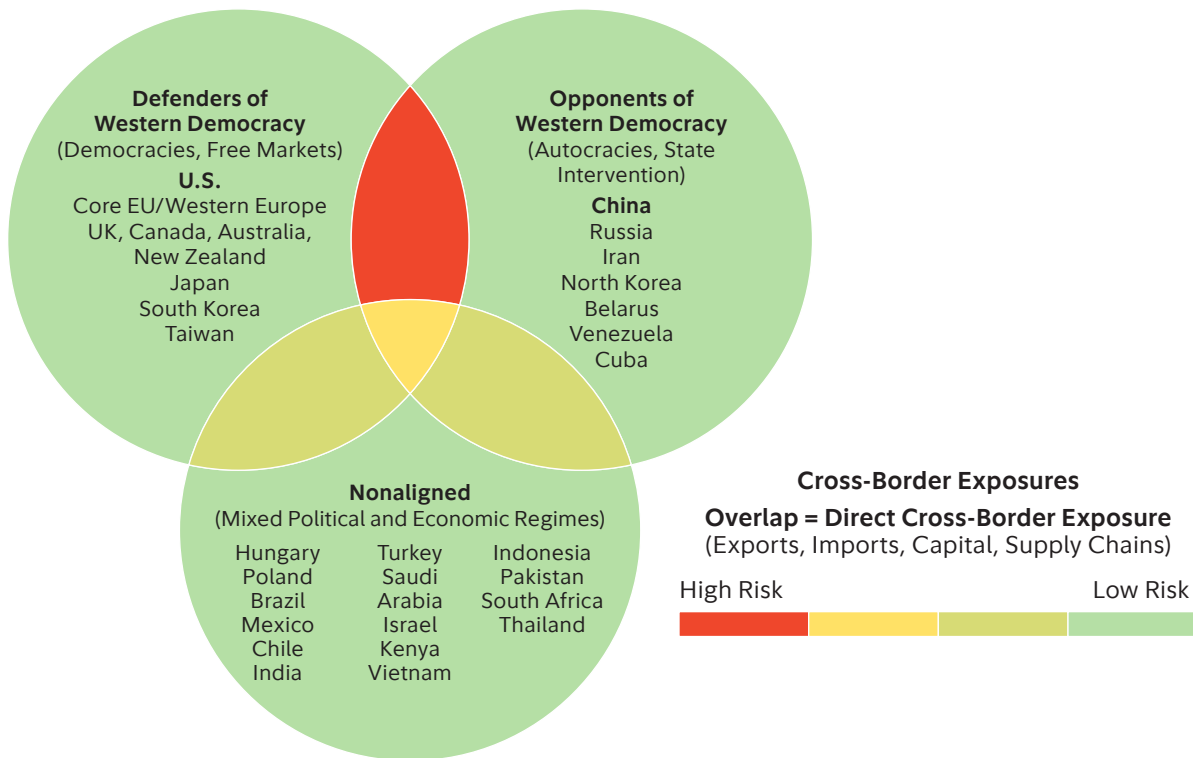 Defenders of
Western Democracy
(Democracies, Free Markets)
U.S.
Core EU/Western Europe
UK, Canada, Australia,
New Zealand
Japan
South Korea
Taiwan
Opponents of
Western Democracy
(Autocracies, State
Intervention)
China
Russia
Iran
North Korea
Belarus
Venezuela
Cuba
Nonaligned
(Mixed Political and Economic Regimes)
Hungary
Poland
Brazil
Mexico
Chile
India
Turkey
Saudi
Arabia
Israel
Kenya
Vietnam
Indonesia
Pakistan
South Africa
Thailand
Cross-Border Exposures
Overlap = Direct Cross-Border Exposure
(Exports, Imports, Capital, Supply Chains)
High Risk
Low Risk